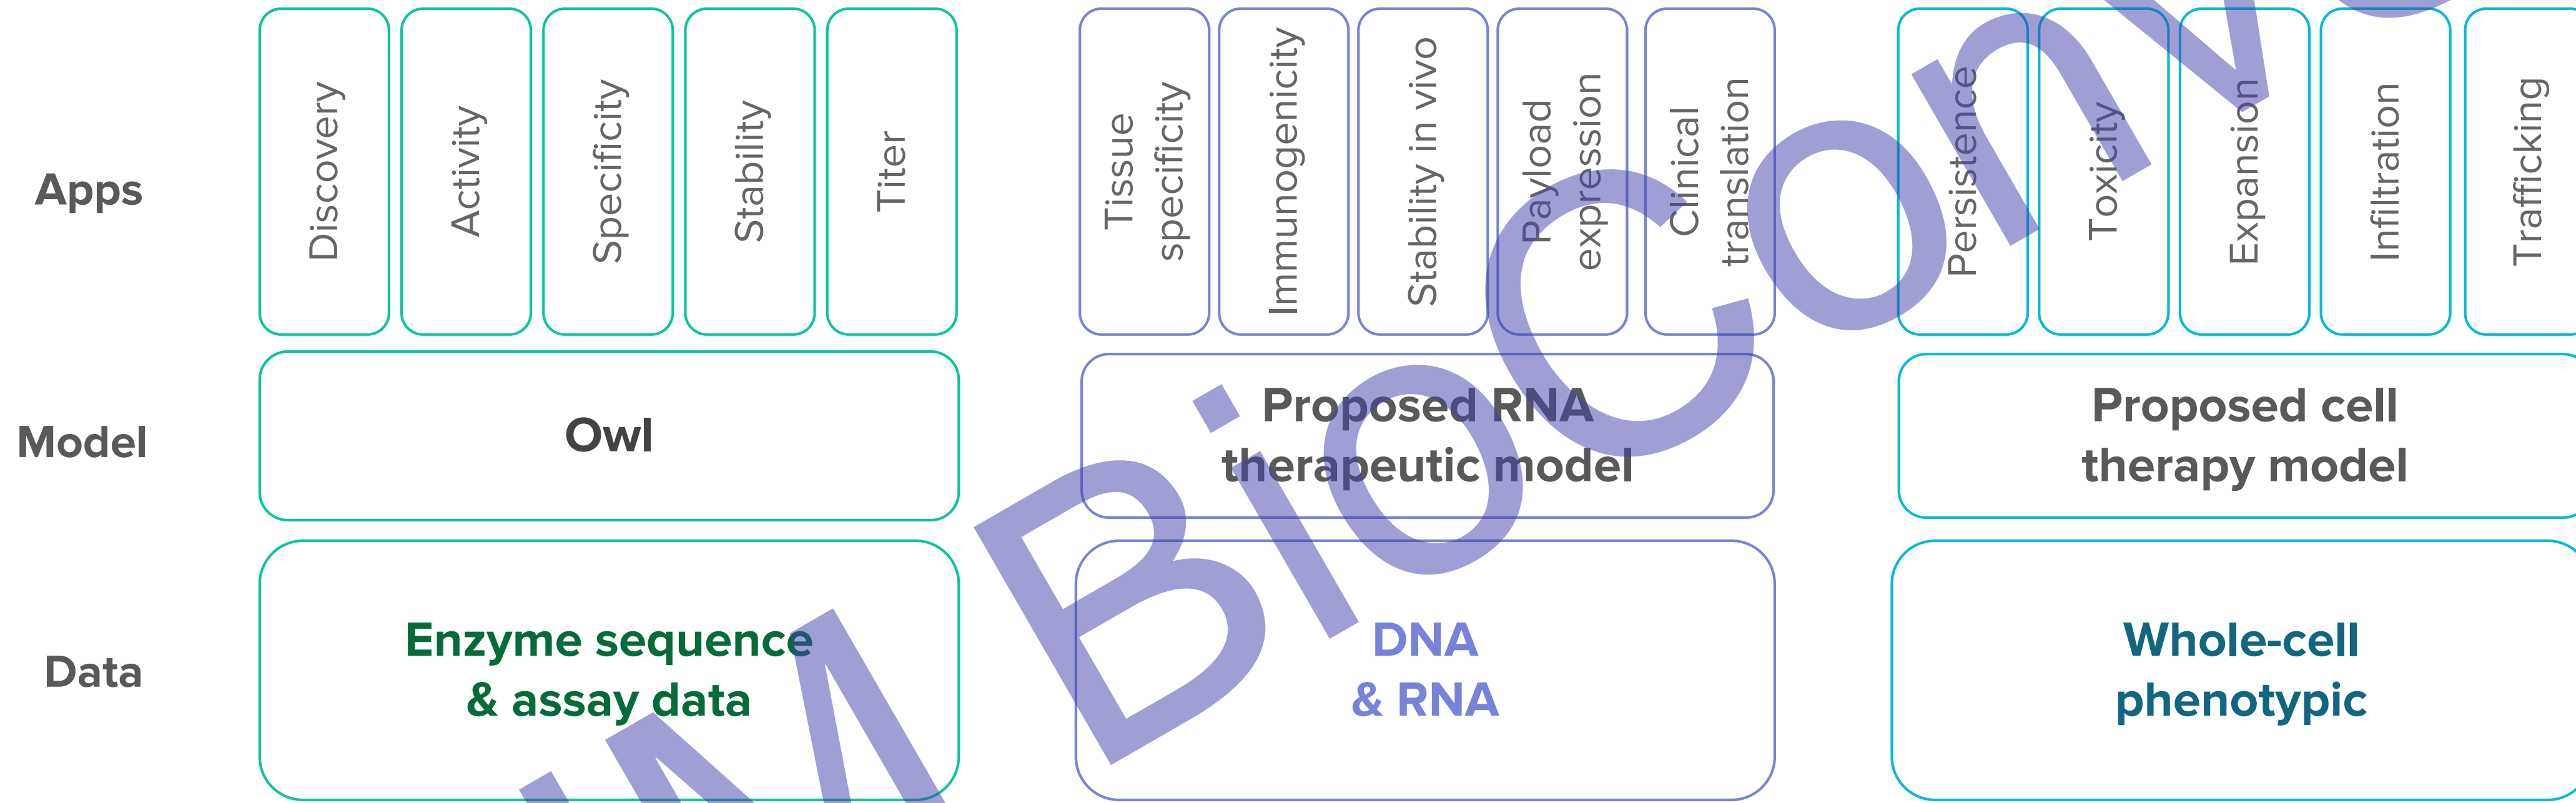 Apps
Discovery
Activity
Specificity
Stability
Titer
Tissue
specificity
Immunogenicity
Stability in vivo
Payload
expression
Clinical
translation
Persistence
Toxicity
Expansion
Infiltration
Trafficking
Model
Owl
Proposed RNA
therapeutic model
Proposed cell
therapy model
Data
Enzyme sequence
& assay data
DNA
& RNA
Whole-cell
phenotypic